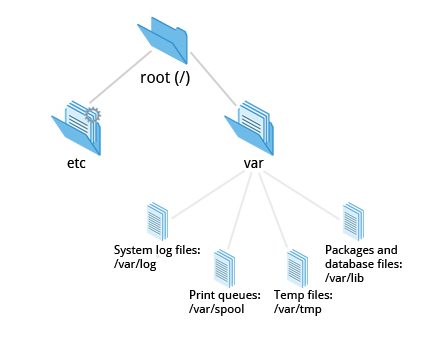 root (/)
etc
var
System log files:
/var/log
Print queues:
/var/spool
Temp files:
/var/tmp
Packages and
database files:
/var/lib